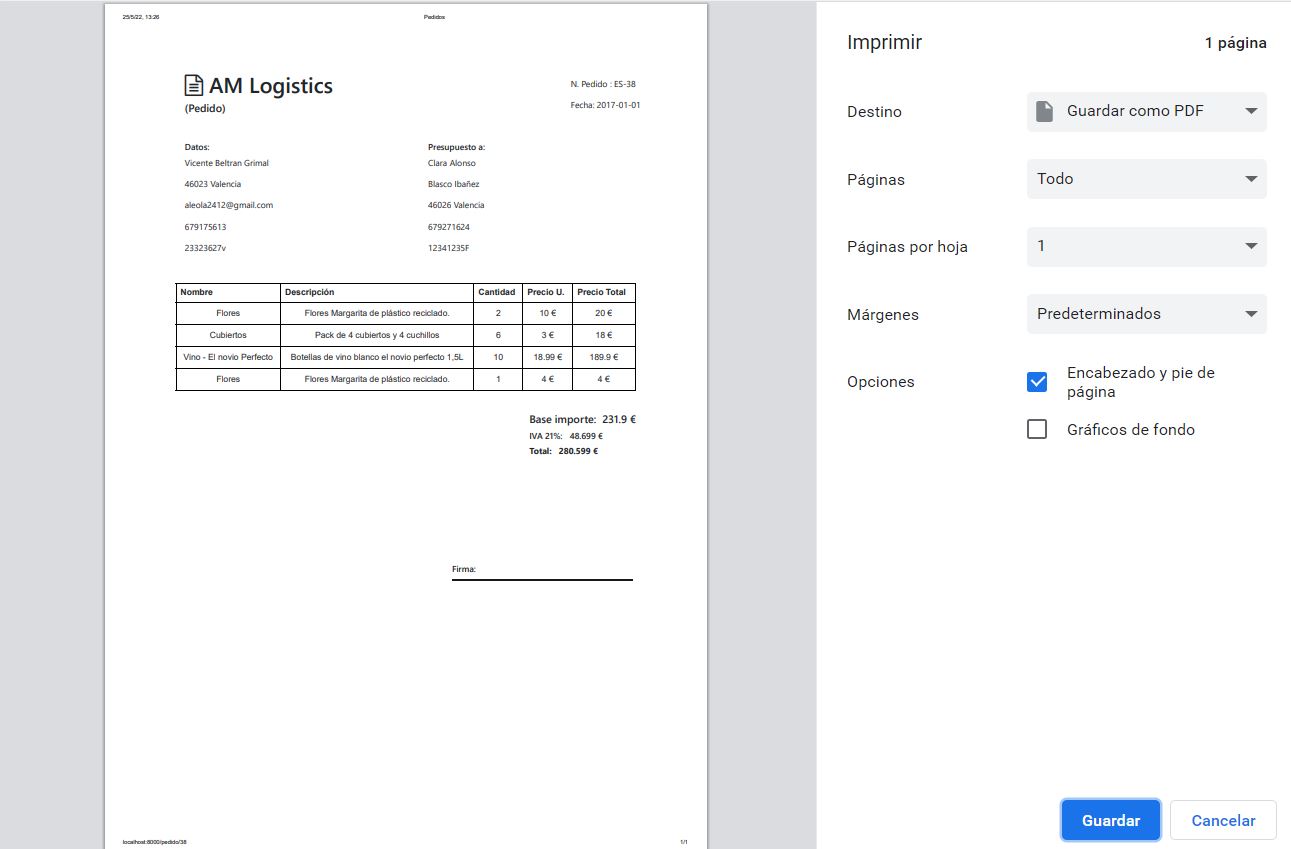 25/5/22, 13:26 Pedidos
AM Logistics
(Pedido)
N. Pedido : ES-38
Fecha: 2017-01-01
Datos:
Vicente Beltran Grimal
46023 Valencia
aleola2412@gmail.com
679175613
23323627v
Presupuesto a:
Clara Alonso
Blasco Ibañez
46026 Valencia
679271624
12341235F
Nombre Descripción Cantidad Precio U. Precio Total
Flores Flores Margarita de plástico reciclado. 2 10 € 20 €
Cubiertos Pack de 4 cubiertos y 4 cuchillos 6 3 € 18 €
Vino - El novio Perfecto Botellas de vino blanco el novio perfecto 1,5L 10 18.99 € 189.9 €
Flores Flores Margarita de plástico reciclado. 1 4 € 4 €
Base importe: 231.9 €
IVA 21%: 48.699 €
Total: 280.599 €
Firma:
localhost:8000/pedido/38 1/1
Imprimir 1 página
Destino Guardar como PDF
Páginas Todo
Páginas por hoja 1
Márgenes Predeterminados
Opciones Encabezado y pie de
página
Gráficos de fondo
Guardar Cancelar